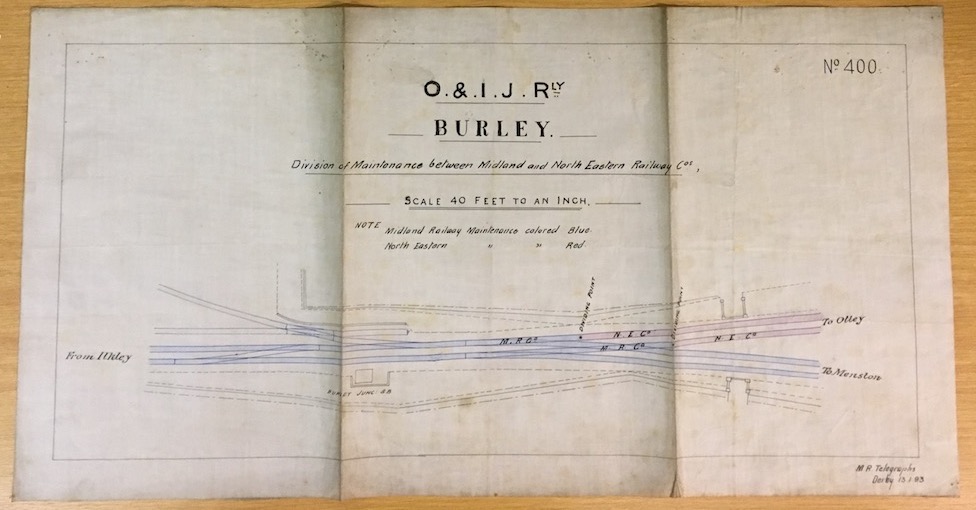 Nº 400.
O. & I. J. RLY
BURLEY.
Division of Maintenance between Midland and North Eastern Railway Cos,
SCALE 40 FEET TO AN INCH.
NOTE Midland Railway Maintenance colored Blue.
North Eastern " " Red.
DIVIDING POINT
DIVIDING POINT
To Otley
N. E. Co
N. E. Co
M. R. Co
M. R. Co
From Ilkley
To Menston
BURLEY JUNC. S.B.
M R Telegraphs
Derby 13.1.93